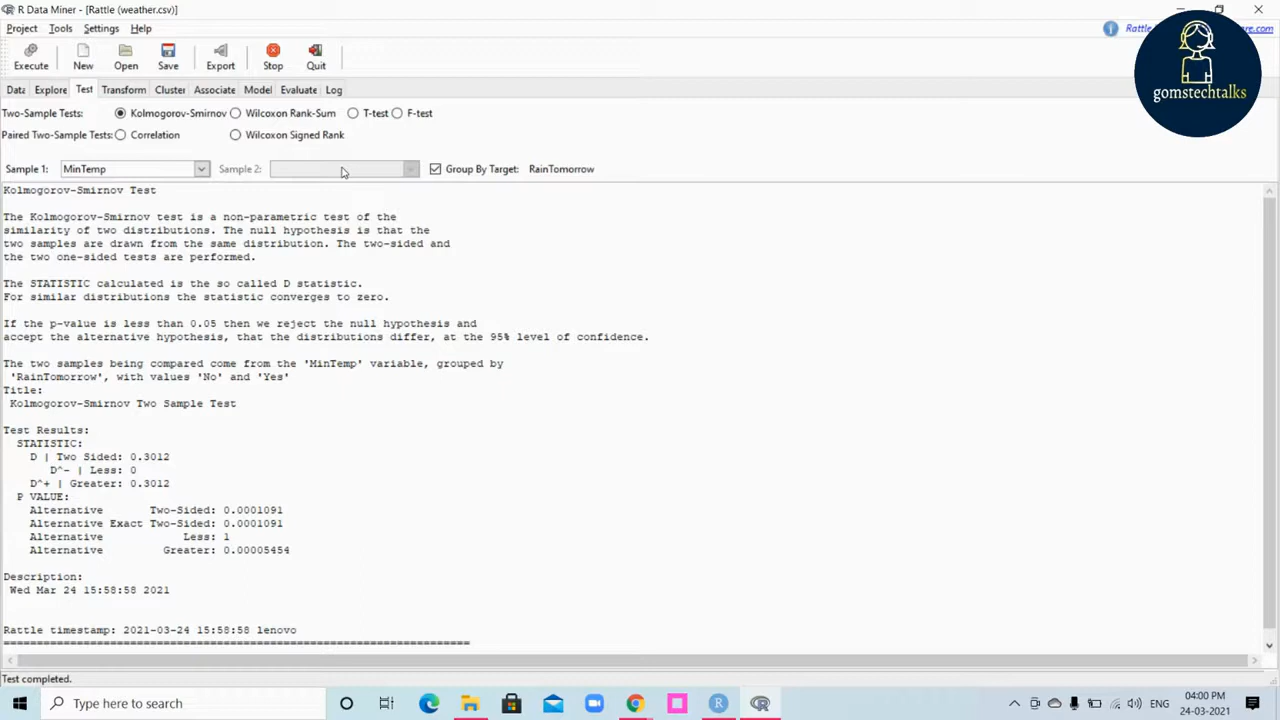 R Data Miner - [Rattle (weather.csv)]
Project Tools Settings Help
Rattle
re.com
gomstechtalks
Execute New Open Save Export Stop Quit
Data Explore Test Transform Cluster Associate Model Evaluate Log
Two-Sample Tests: Kolmogorov-Smirnov Wilcoxon Rank-Sum T-test F-test
Paired Two-Sample Tests: Correlation Wilcoxon Signed Rank
Sample 1: MinTemp Sample 2: Group By Target: RainTomorrow
Kolmogorov-Smirnov Test
The Kolmogorov-Smirnov test is a non-parametric test of the
similarity of two distributions. The null hypothesis is that the
two samples are drawn from the same distribution. The two-sided and
the two one-sided tests are performed.
The STATISTIC calculated is the so called D statistic.
For similar distributions the statistic converges to zero.
If the p-value is less than 0.05 then we reject the null hypothesis and
accept the alternative hypothesis, that the distributions differ, at the 95% level of confidence.
The two samples being compared come from the 'MinTemp' variable, grouped by
'RainTomorrow', with values 'No' and 'Yes'
Title:
Kolmogorov-Smirnov Two Sample Test
Test Results:
STATISTIC:
D | Two Sided: 0.3012
D^- | Less: 0
D^+ | Greater: 0.3012
P VALUE:
Alternative Two-Sided: 0.0001091
Alternative Exact Two-Sided: 0.0001091
Alternative Less: 1
Alternative Greater: 0.00005454
Description:
Wed Mar 24 15:58:58 2021
Rattle timestamp: 2021-03-24 15:58:58 lenovo
======================================================================
Test completed.
Type here to search
ENG
04:00 PM
24-03-2021